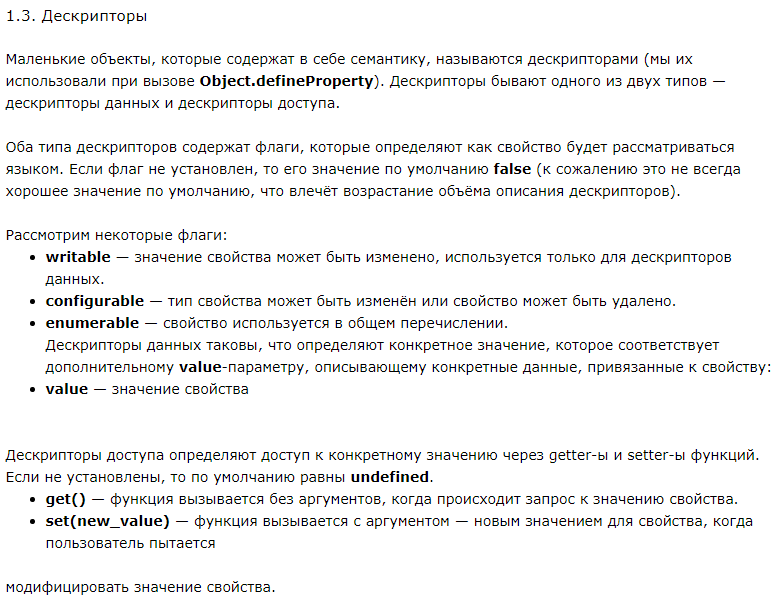 1.3. Дескрипторы
Маленькие объекты, которые содержат в себе семантику, называются дескрипторами (мы их
использовали при вызове Object.defineProperty). Дескрипторы бывают одного из двух типов —
дескрипторы данных и дескрипторы доступа.
Оба типа дескрипторов содержат флаги, которые определяют как свойство будет рассматриваться
языком. Если флаг не установлен, то его значение по умолчанию false (к сожалению это не всегда
хорошее значение по умолчанию, что влечёт возрастание объёма описания дескрипторов).
Рассмотрим некоторые флаги:
• writable — значение свойства может быть изменено, используется только для дескрипторов
данных.
• configurable — тип свойства может быть изменён или свойство может быть удалено.
• enumerable — свойство используется в общем перечислении.
Дескрипторы данных таковы, что определяют конкретное значение, которое соответствует
дополнительному value-параметру, описывающему конкретные данные, привязанные к свойству:
• value — значение свойства
Дескрипторы доступа определяют доступ к конкретному значению через getter-ы и setter-ы функций.
Если не установлены, то по умолчанию равны undefined.
• get() — функция вызывается без аргументов, когда происходит запрос к значению свойства.
• set(new_value) — функция вызывается с аргументом — новым значением для свойства, когда
пользователь пытается
модифицировать значение свойства.